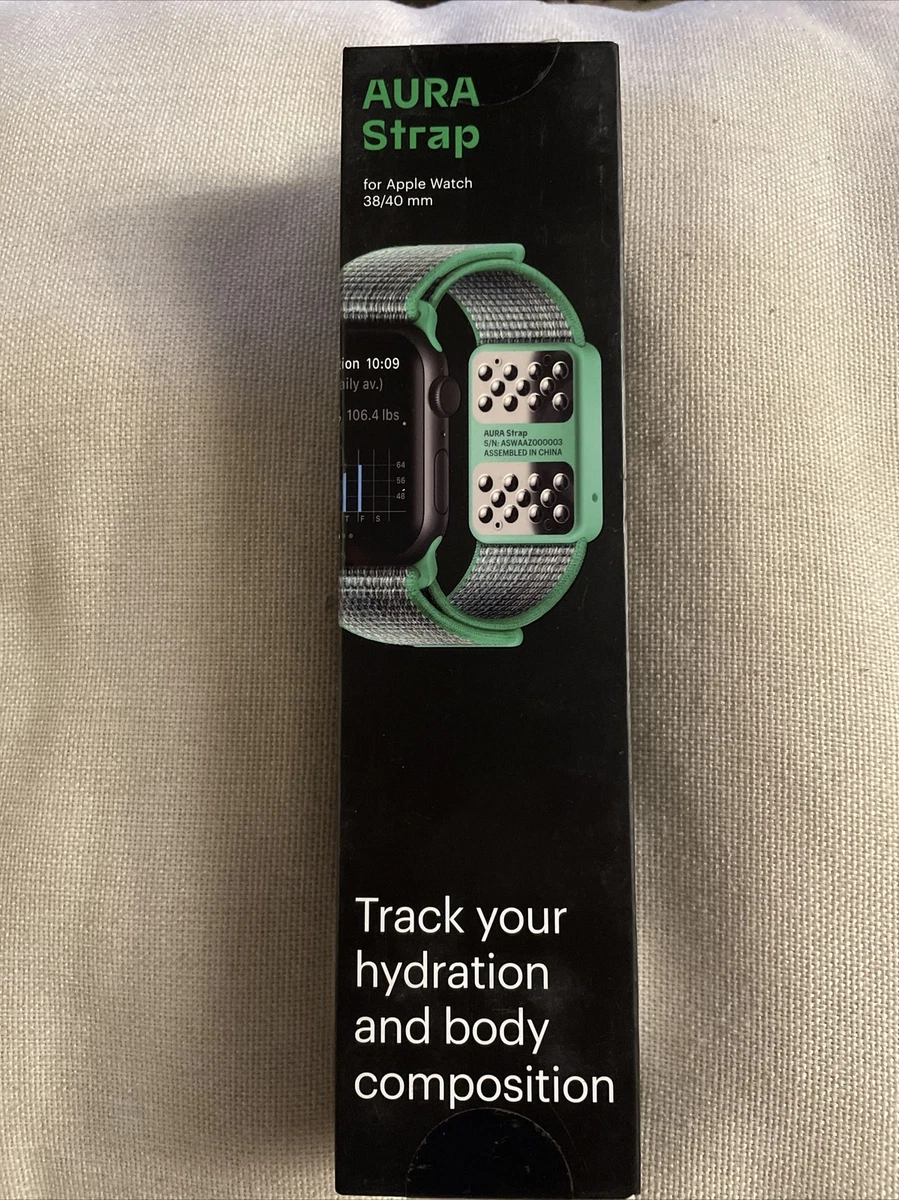 AURA
Strap
for Apple Watch
38/40 mm
10:09
106.4 lbs
64
56
48
T F S
AURA Strap
S/N: ASWAAZ000003
ASSEMBLED IN CHINA
Track your
hydration
and body
composition